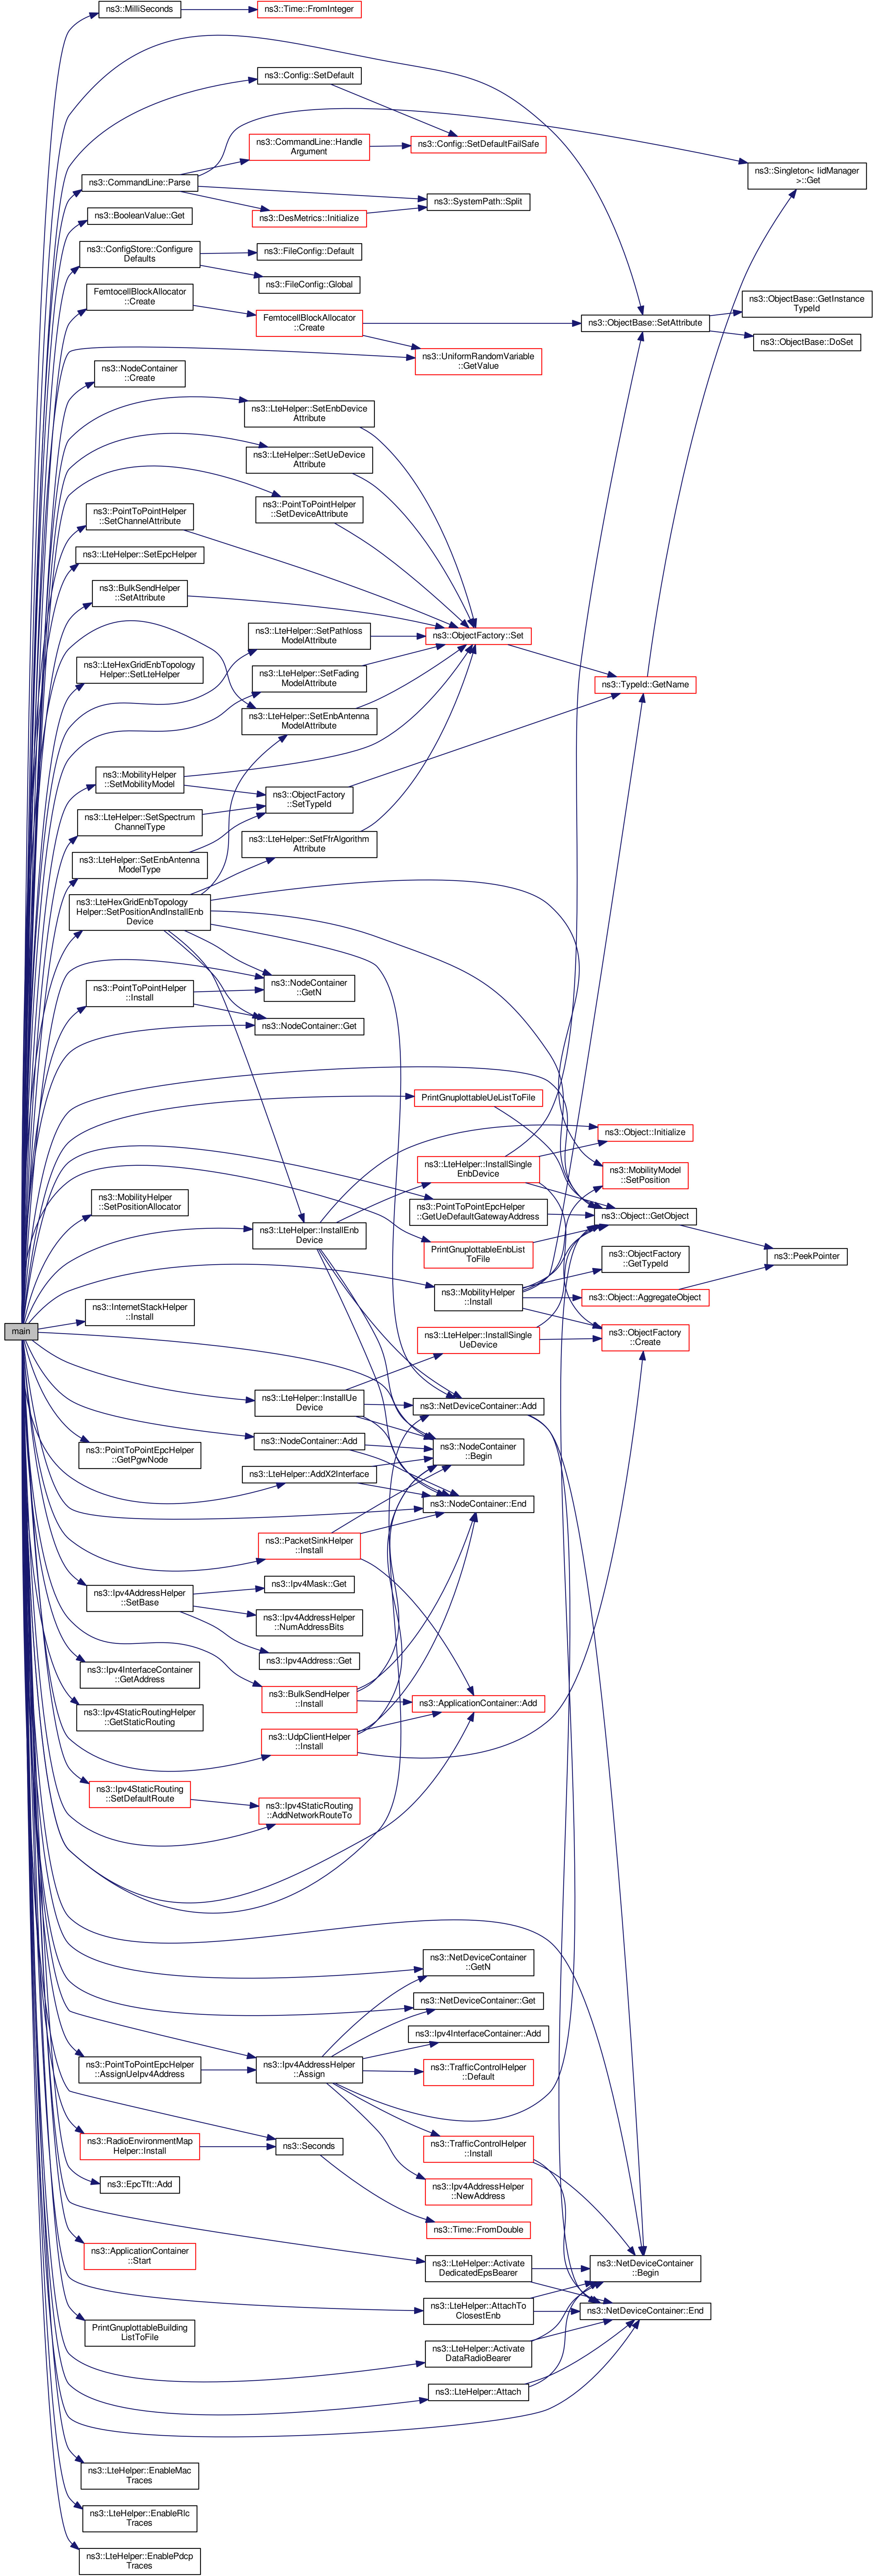 ns3::MilliSeconds
ns3::Time::FromInteger
ns3::Config::SetDefault
ns3::CommandLine::Handle
Argument
ns3::Config::SetDefaultFailSafe
ns3::Singleton< IidManager
>::Get
ns3::CommandLine::Parse
ns3::SystemPath::Split
ns3::DesMetrics::Initialize
ns3::BooleanValue::Get
ns3::ConfigStore::Configure
Defaults
ns3::FileConfig::Default
ns3::FileConfig::Global
FemtocellBlockAllocator
::Create
FemtocellBlockAllocator
::Create
ns3::ObjectBase::SetAttribute
ns3::ObjectBase::GetInstance
TypeId
ns3::ObjectBase::DoSet
ns3::UniformRandomVariable
::GetValue
ns3::NodeContainer
::Create
ns3::LteHelper::SetEnbDevice
Attribute
ns3::LteHelper::SetUeDevice
Attribute
ns3::PointToPointHelper
::SetDeviceAttribute
ns3::PointToPointHelper
::SetChannelAttribute
ns3::LteHelper::SetEpcHelper
ns3::BulkSendHelper
::SetAttribute
ns3::LteHelper::SetPathloss
ModelAttribute
ns3::ObjectFactory::Set
ns3::LteHexGridEnbTopology
Helper::SetLteHelper
ns3::LteHelper::SetFading
ModelAttribute
ns3::TypeId::GetName
ns3::LteHelper::SetEnbAntenna
ModelAttribute
ns3::MobilityHelper
::SetMobilityModel
ns3::ObjectFactory
::SetTypeId
ns3::LteHelper::SetSpectrum
ChannelType
ns3::LteHelper::SetFfrAlgorithm
Attribute
ns3::LteHelper::SetEnbAntenna
ModelType
ns3::LteHexGridEnbTopology
Helper::SetPositionAndInstallEnb
Device
ns3::NodeContainer
::GetN
ns3::PointToPointHelper
::Install
ns3::NodeContainer::Get
PrintGnuplottableUeListToFile
ns3::Object::Initialize
ns3::LteHelper::InstallSingle
EnbDevice
ns3::MobilityModel
::SetPosition
ns3::MobilityHelper
::SetPositionAllocator
ns3::PointToPointEpcHelper
::GetUeDefaultGatewayAddress
ns3::Object::GetObject
ns3::LteHelper::InstallEnb
Device
PrintGnuplottableEnbList
ToFile
ns3::ObjectFactory
::GetTypeId
ns3::PeekPointer
ns3::MobilityHelper
::Install
ns3::Object::AggregateObject
ns3::InternetStackHelper
::Install
main
ns3::LteHelper::InstallSingle
UeDevice
ns3::ObjectFactory
::Create
ns3::LteHelper::InstallUe
Device
ns3::NetDeviceContainer::Add
ns3::NodeContainer::Add
ns3::NodeContainer
::Begin
ns3::PointToPointEpcHelper
::GetPgwNode
ns3::LteHelper::AddX2Interface
ns3::NodeContainer::End
ns3::PacketSinkHelper
::Install
ns3::Ipv4Mask::Get
ns3::Ipv4AddressHelper
::SetBase
ns3::Ipv4AddressHelper
::NumAddressBits
ns3::Ipv4Address::Get
ns3::Ipv4InterfaceContainer
::GetAddress
ns3::BulkSendHelper
::Install
ns3::ApplicationContainer::Add
ns3::Ipv4StaticRoutingHelper
::GetStaticRouting
ns3::UdpClientHelper
::Install
ns3::Ipv4StaticRouting
::SetDefaultRoute
ns3::Ipv4StaticRouting
::AddNetworkRouteTo
ns3::NetDeviceContainer
::GetN
ns3::NetDeviceContainer::Get
ns3::Ipv4InterfaceContainer::Add
ns3::PointToPointEpcHelper
::AssignUeIpv4Address
ns3::Ipv4AddressHelper
::Assign
ns3::TrafficControlHelper
::Default
ns3::RadioEnvironmentMap
Helper::Install
ns3::Seconds
ns3::TrafficControlHelper
::Install
ns3::EpcTft::Add
ns3::Ipv4AddressHelper
::NewAddress
ns3::Time::FromDouble
ns3::ApplicationContainer
::Start
ns3::LteHelper::Activate
DedicatedEpsBearer
ns3::NetDeviceContainer
::Begin
ns3::LteHelper::AttachTo
ClosestEnb
ns3::NetDeviceContainer::End
PrintGnuplottableBuilding
ListToFile
ns3::LteHelper::Activate
DataRadioBearer
ns3::LteHelper::Attach
ns3::LteHelper::EnableMac
Traces
ns3::LteHelper::EnableRlc
Traces
ns3::LteHelper::EnablePdcp
Traces